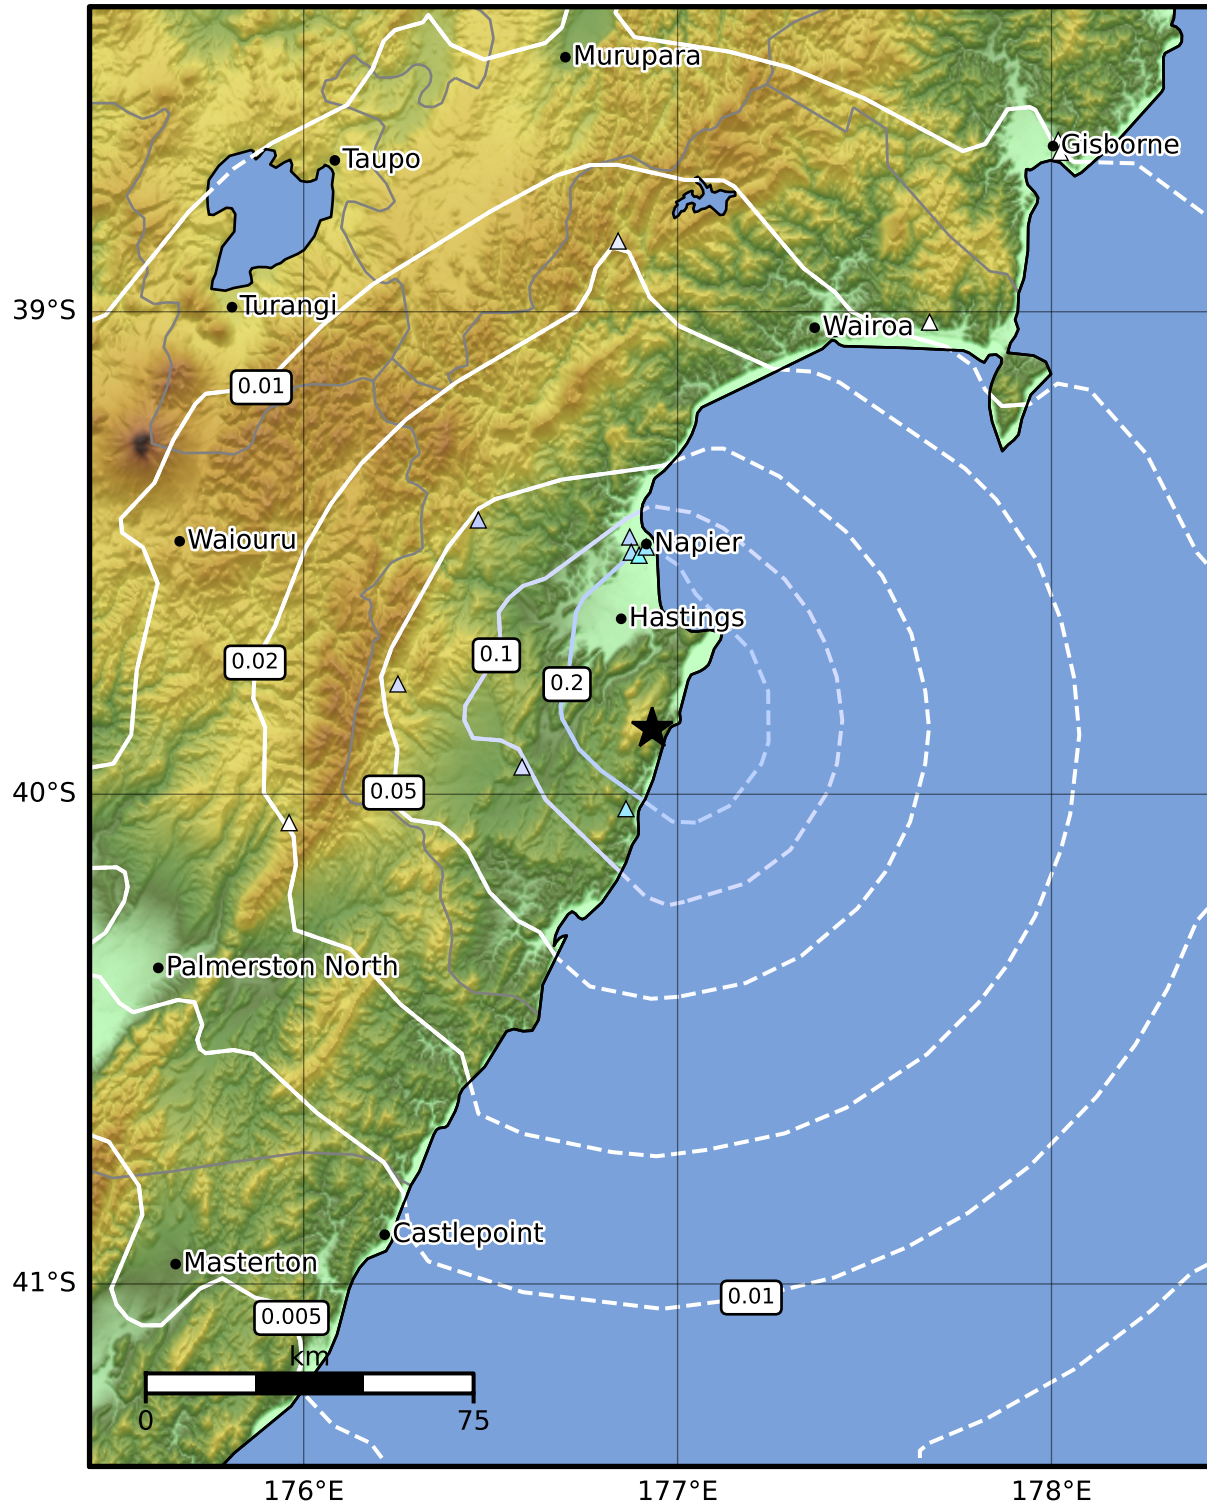 Murupara
Gisborne
Taupo
39°S
Turangi
Wairoa
0.01
Waiouru
Napier
Hastings
0.1
0.02
0.2
40°S
0.05
Palmerston North
Castlepoint
Masterton
41°S
0.01
0.005
km
0
75
176°E
177°E
178°E